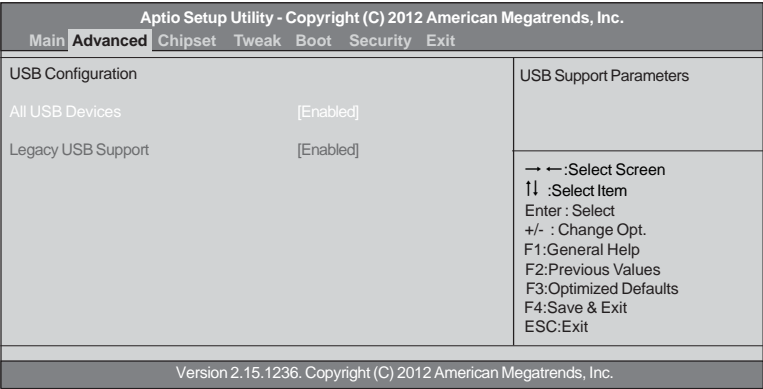 Aptio Setup Utility - Copyright (C) 2012 American Megatrends, Inc.
Main Advanced Chipset Tweak Boot Security Exit
USB Configuration
All USB Devices [Enabled]
Legacy USB Support [Enabled]
USB Support Parameters
→ ←:Select Screen
↑↓ :Select Item
Enter : Select
+/- : Change Opt.
F1:General Help
F2:Previous Values
F3:Optimized Defaults
F4:Save & Exit
ESC:Exit
Version 2.15.1236. Copyright (C) 2012 American Megatrends, Inc.